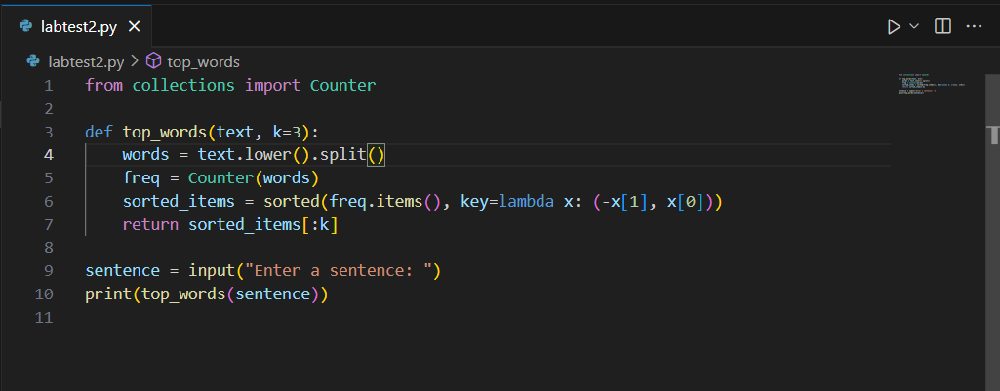 labtest2.py
labtest2.py > top_words
1 from collections import Counter
2
3 def top_words(text, k=3):
4     words = text.lower().split()
5     freq = Counter(words)
6     sorted_items = sorted(freq.items(), key=lambda x: (-x[1], x[0]))
7     return sorted_items[:k]
8
9 sentence = input("Enter a sentence: ")
10 print(top_words(sentence))
11